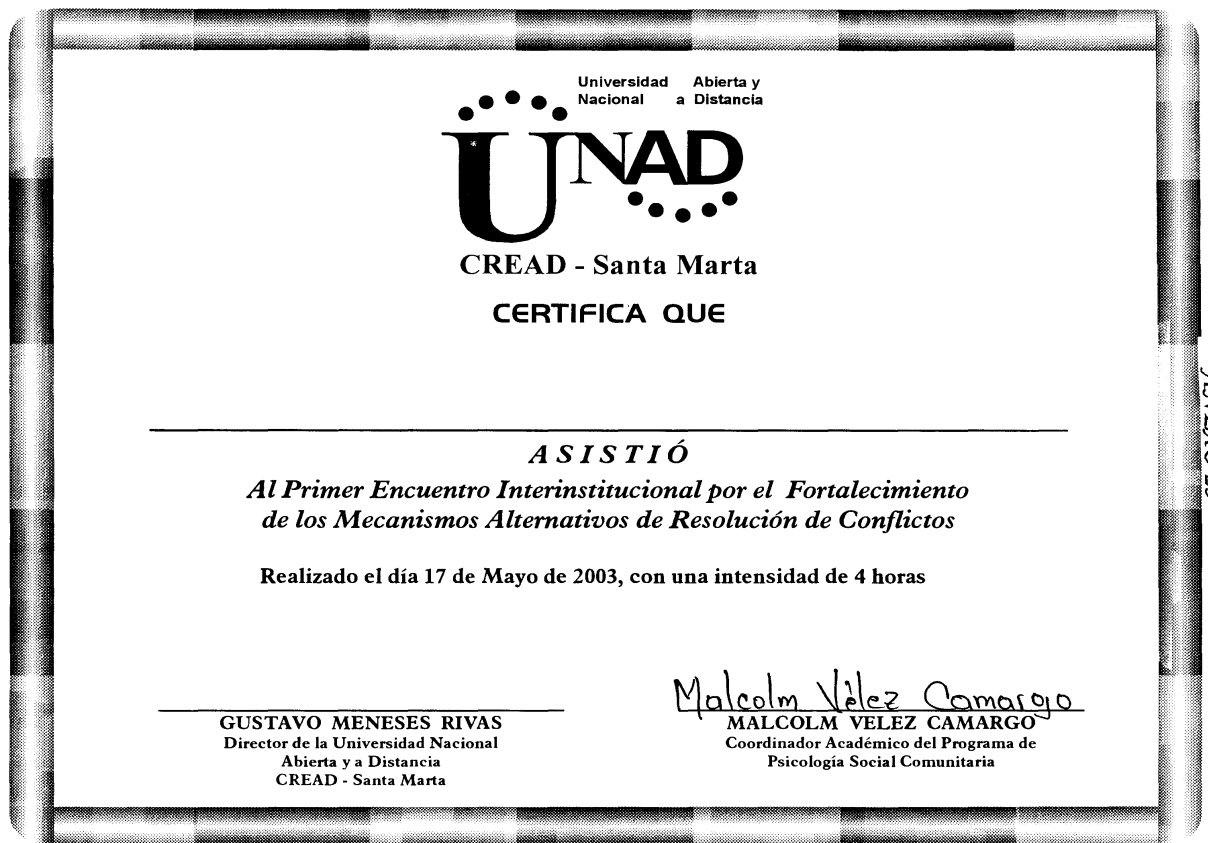 Universidad Abierta y
Nacional a Distancia
UNAD
CREAD - Santa Marta
CERTIFICA QUE
ASISTIÓ
Al Primer Encuentro Interinstitucional por el Fortalecimiento
de los Mecanismos Alternativos de Resolución de Conflictos
Realizado el día 17 de Mayo de 2003, con una intensidad de 4 horas
Malcolm Vélez Camargo
GUSTAVO MENESES RIVAS
Director de la Universidad Nacional
Abierta y a Distancia
CREAD - Santa Marta
MALCOLM VELEZ CAMARGO
Coordinador Académico del Programa de
Psicología Social Comunitaria